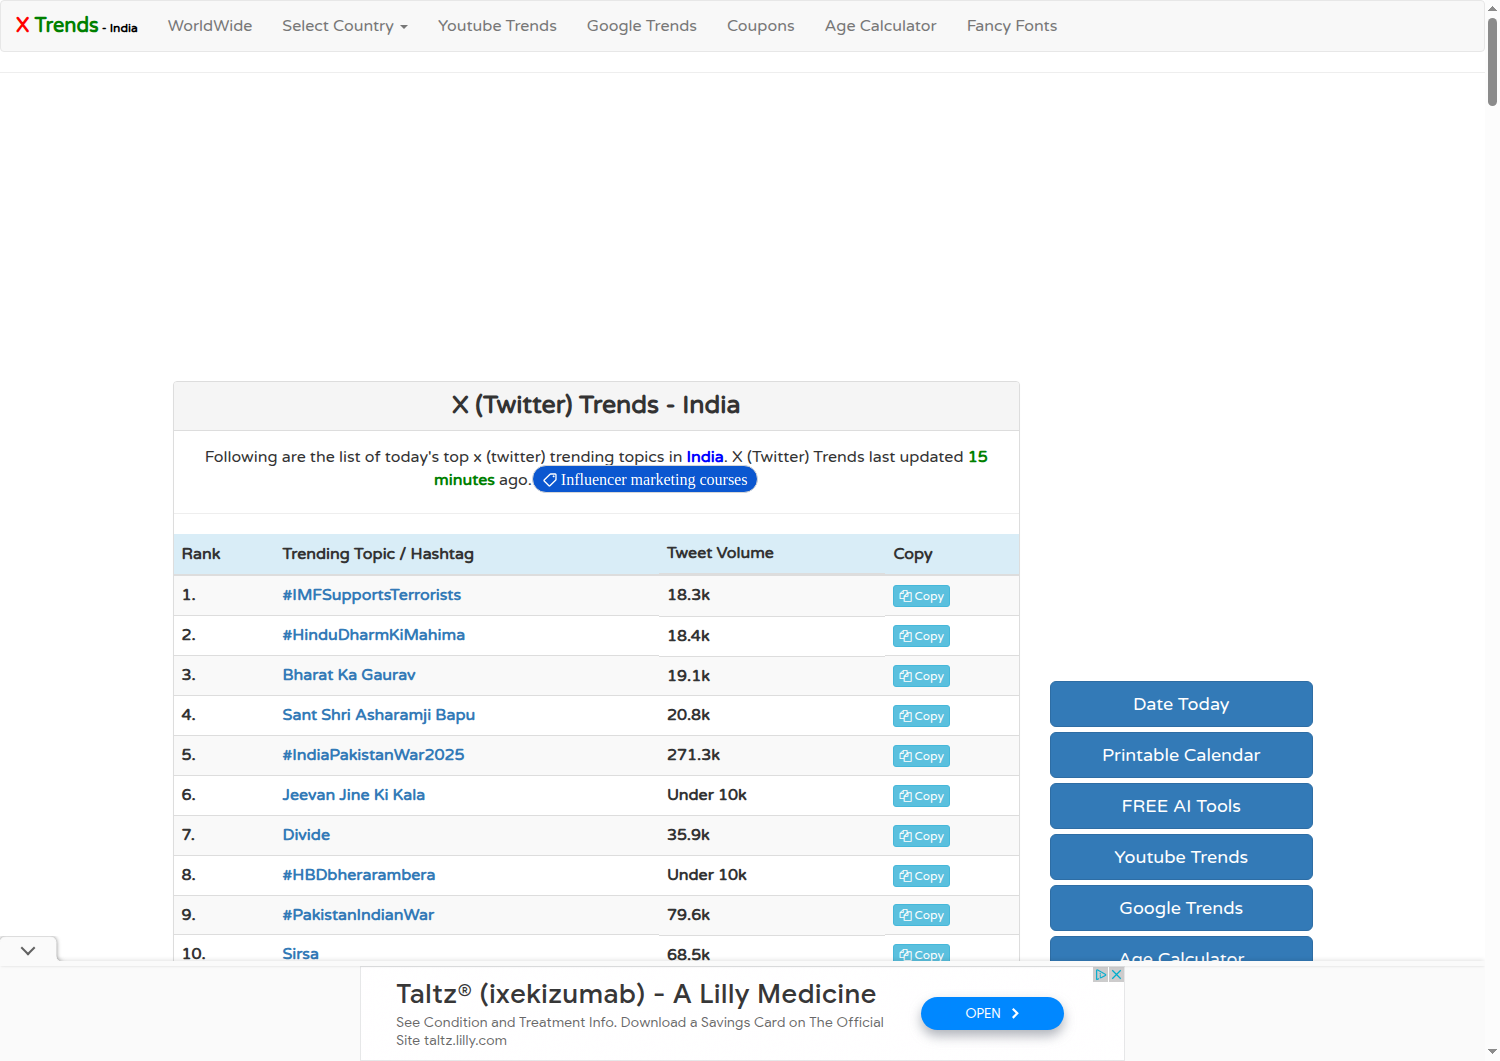 X Trends - India WorldWide Select Country Youtube Trends Google Trends Coupons Age Calculator Fancy Fonts
X (Twitter) Trends - India
Following are the list of today's top x (twitter) trending topics in India. X (Twitter) Trends last updated 15
minutes ago. Influencer marketing courses
Rank Trending Topic / Hashtag Tweet Volume Copy
1. #IMFSupportsTerrorists 18.3k Copy
2. #HinduDharmKiMahima 18.4k Copy
3. Bharat Ka Gaurav 19.1k Copy
4. Sant Shri Asharamji Bapu 20.8k Copy
5. #IndiaPakistanWar2025 271.3k Copy
6. Jeevan Jine Ki Kala Under 10k Copy
7. Divide 35.9k Copy
8. #HBDbherarambera Under 10k Copy
9. #PakistanIndianWar 79.6k Copy
10. Sirsa 68.5k Copy
Date Today
Printable Calendar
FREE AI Tools
Youtube Trends
Google Trends
Age Calculator
Taltz® (ixekizumab) - A Lilly Medicine
See Condition and Treatment Info. Download a Savings Card on The Official
Site taltz.lilly.com
OPEN